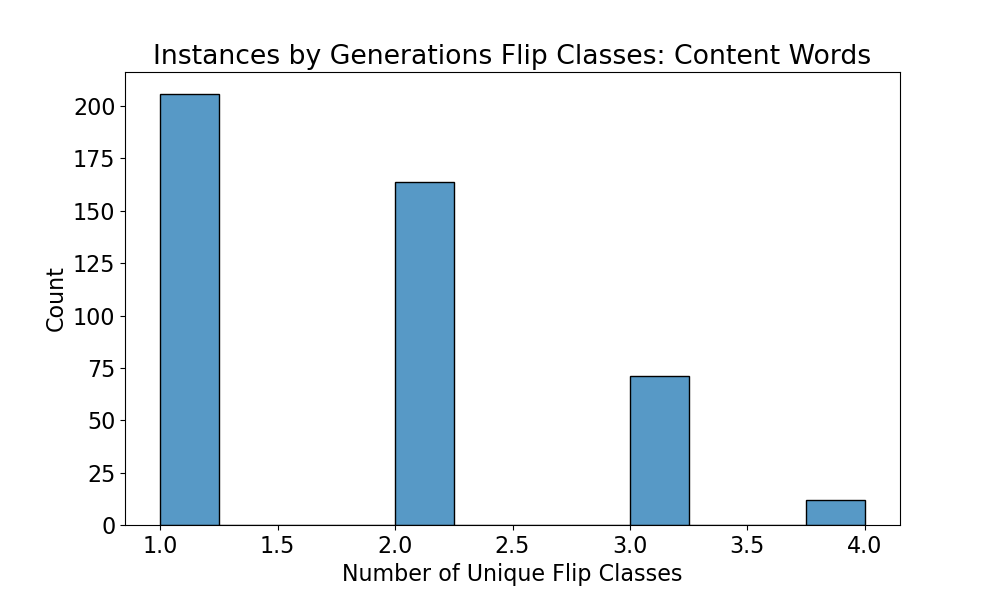 Instances by Generations Flip Classes: Content Words
200
175
150
125
100
75
50
25
0
Count
1.0 1.5 2.0 2.5 3.0 3.5 4.0
Number of Unique Flip Classes